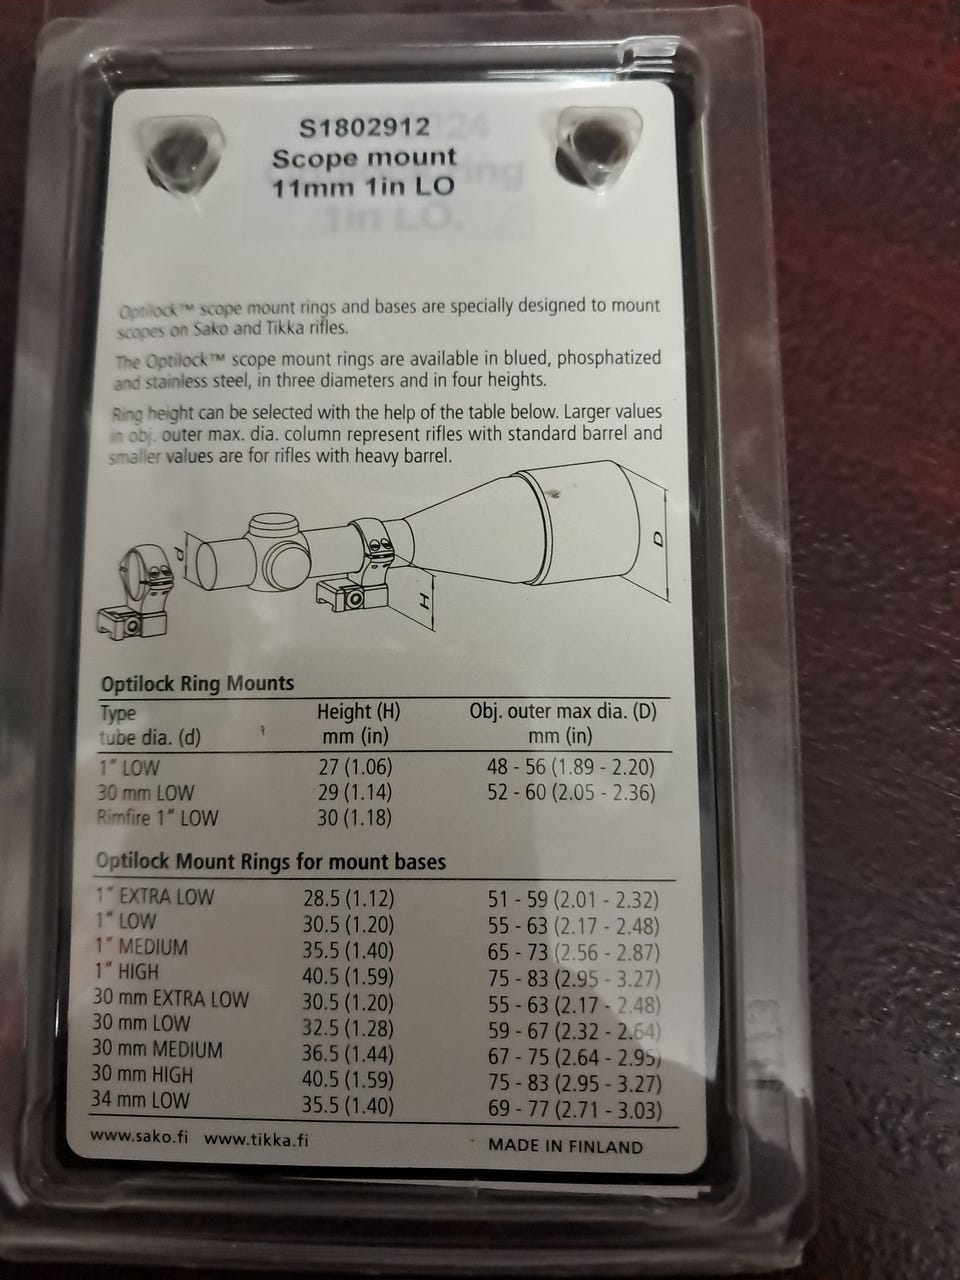 S1802912
Scope mount
11mm 1in LO
Optilock™ scope mount rings and bases are specially designed to mount
scopes on Sako and Tikka rifles.
The Optilock™ scope mount rings are available in blued, phosphatized
and stainless steel, in three diameters and in four heights.
Ring height can be selected with the help of the table below. Larger values
in obj. outer max. dia. column represent rifles with standard barrel and
smaller values are for rifles with heavy barrel.
d
H
D
Optilock Ring Mounts
Type Height (H) Obj. outer max dia. (D)
tube dia. (d) mm (in) mm (in)
1" LOW 27 (1.06) 48 - 56 (1.89 - 2.20)
30 mm LOW 29 (1.14) 52 - 60 (2.05 - 2.36)
Rimfire 1" LOW 30 (1.18)
Optilock Mount Rings for mount bases
1" EXTRA LOW 28.5 (1.12) 51 - 59 (2.01 - 2.32)
1" LOW 30.5 (1.20) 55 - 63 (2.17 - 2.48)
1" MEDIUM 35.5 (1.40) 65 - 73 (2.56 - 2.87)
1" HIGH 40.5 (1.59) 75 - 83 (2.95 - 3.27)
30 mm EXTRA LOW 30.5 (1.20) 55 - 63 (2.17 - 2.48)
30 mm LOW 32.5 (1.28) 59 - 67 (2.32 - 2.64)
30 mm MEDIUM 36.5 (1.44) 67 - 75 (2.64 - 2.95)
30 mm HIGH 40.5 (1.59) 75 - 83 (2.95 - 3.27)
34 mm LOW 35.5 (1.40) 69 - 77 (2.71 - 3.03)
www.sako.fi www.tikka.fi MADE IN FINLAND